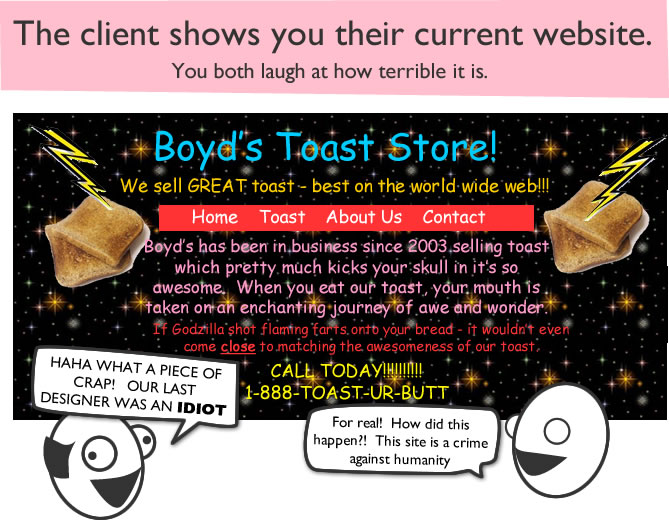 The client shows you their current website.
You both laugh at how terrible it is.
Boyd's Toast Store!
We sell GREAT toast - best on the world wide web!!!
Home Toast About Us Contact
Boyd's has been in business since 2003 selling toast
which pretty much kicks your skull in it's so
awesome. When you eat our toast, your mouth is
taken on an enchanting journey of awe and wonder.
If Godzilla shot flaming farts onto your bread - it wouldn't even
come close to matching the awesomeness of our toast.
CALL TODAY!!!!!!!!!!
1-888-TOAST-UR-BUTT
HAHA WHAT A PIECE OF
CRAP! OUR LAST
DESIGNER WAS AN IDIOT
For real! How did this
happen?! This site is a crime
against humanity